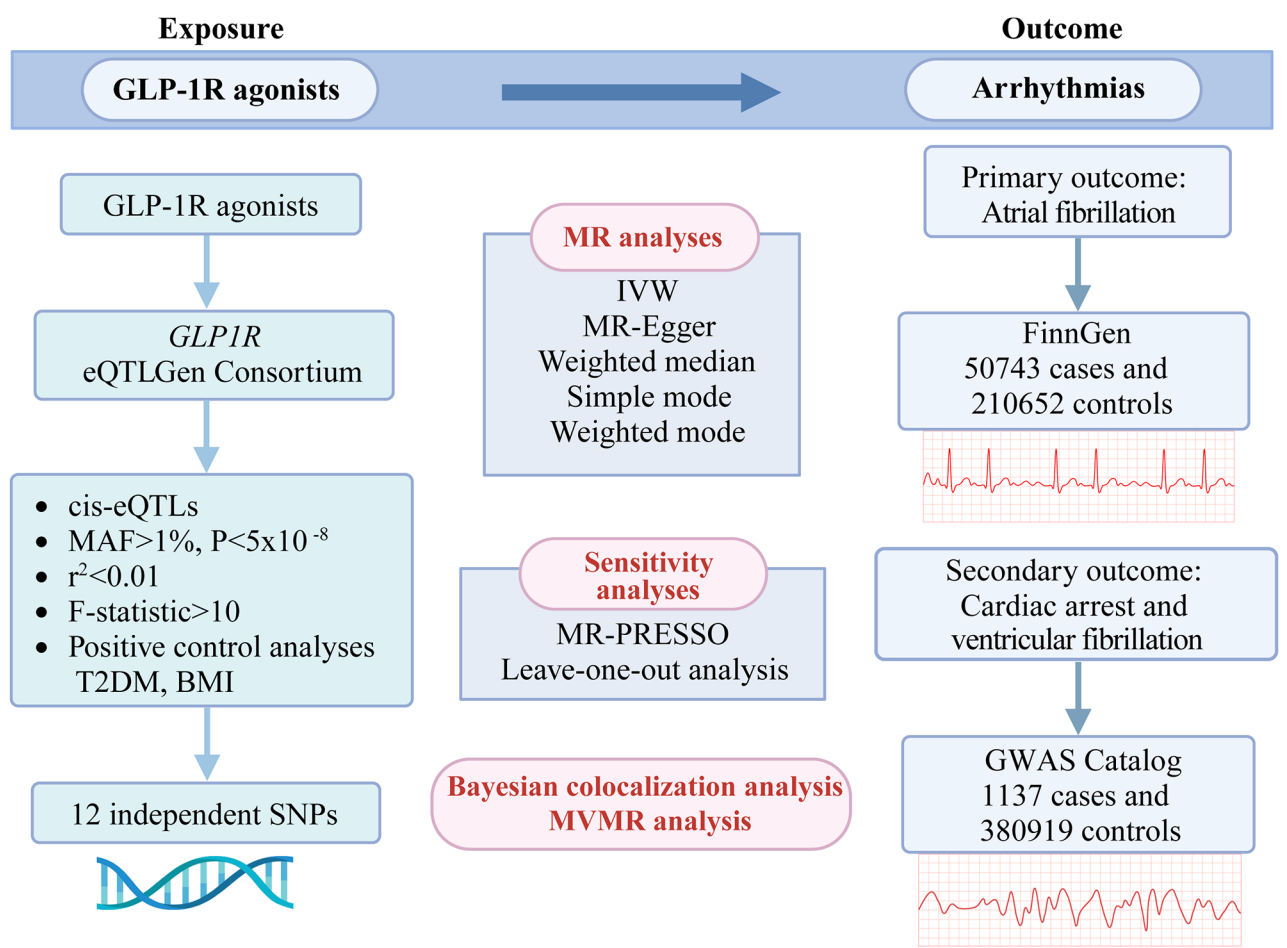 Exposure
Outcome
GLP-1R agonists
Arrhythmias
GLP-1R agonists
GLP1R
eQTLGen Consortium
• cis-eQTLs
• MAF>1%, P<5x10 -8
• r2<0.01
• F-statistic>10
• Positive control analyses
T2DM, BMI
12 independent SNPs
MR analyses
IVW
MR-Egger
Weighted median
Simple mode
Weighted mode
Sensitivity
analyses
MR-PRESSO
Leave-one-out analysis
Bayesian colocalization analysis
MVMR analysis
Primary outcome:
Atrial fibrillation
FinnGen
50743 cases and
210652 controls
Secondary outcome:
Cardiac arrest and
ventricular fibrillation
GWAS Catalog
1137 cases and
380919 controls